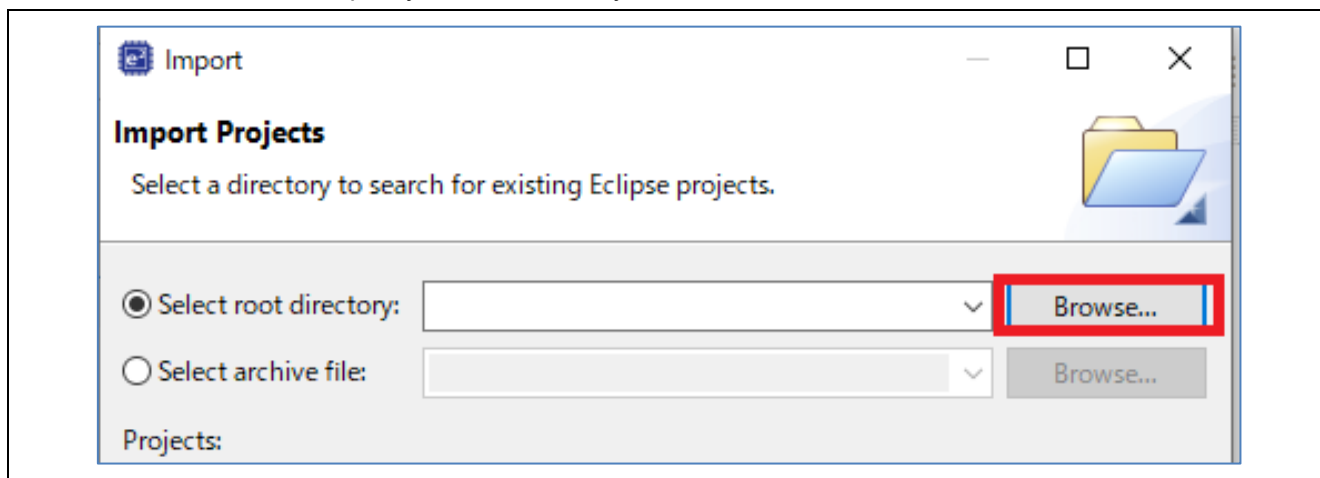 Import
Import Projects
Select a directory to search for existing Eclipse projects.
Select root directory: Browse...
Select archive file: Browse...
Projects: